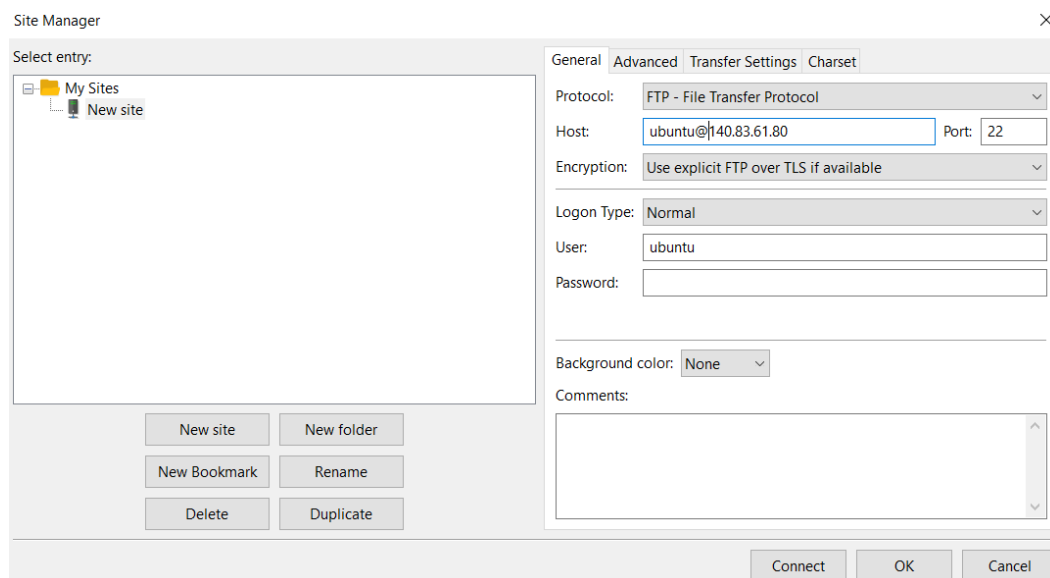 Site Manager
Select entry:
My Sites
New site
New site New folder
New Bookmark Rename
Delete Duplicate
General Advanced Transfer Settings Charset
Protocol: FTP - File Transfer Protocol
Host: ubuntu@140.83.61.80 Port: 22
Encryption: Use explicit FTP over TLS if available
Logon Type: Normal
User: ubuntu
Password:
Background color: None
Comments:
Connect OK Cancel